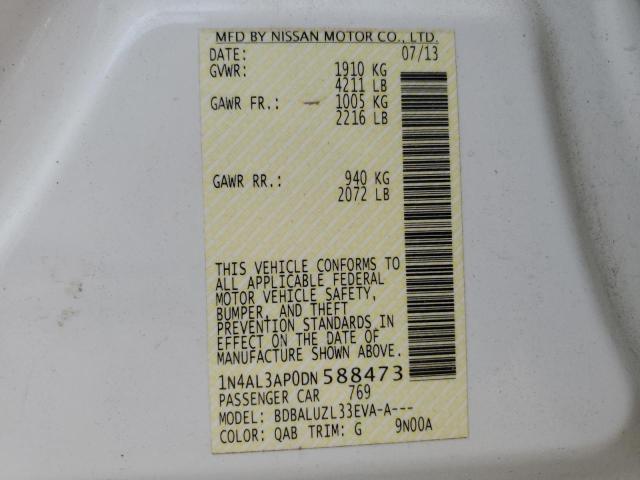 MFD BY NISSAN MOTOR CO., LTD.
DATE: 07/13
GVWR: 1910 KG
4211 LB
GAWR FR.: 1005 KG
2216 LB
GAWR RR.: 940 KG
2072 LB
THIS VEHICLE CONFORMS TO
ALL APPLICABLE FEDERAL
MOTOR VEHICLE SAFETY,
BUMPER, AND THEFT
PREVENTION STANDARDS IN
EFFECT ON THE DATE OF
MANUFACTURE SHOWN ABOVE.
1N4AL3AP0DN 588473
PASSENGER CAR 769
MODEL: BDBALUZL33EVA-A---
COLOR: QAB TRIM: G 9N00A